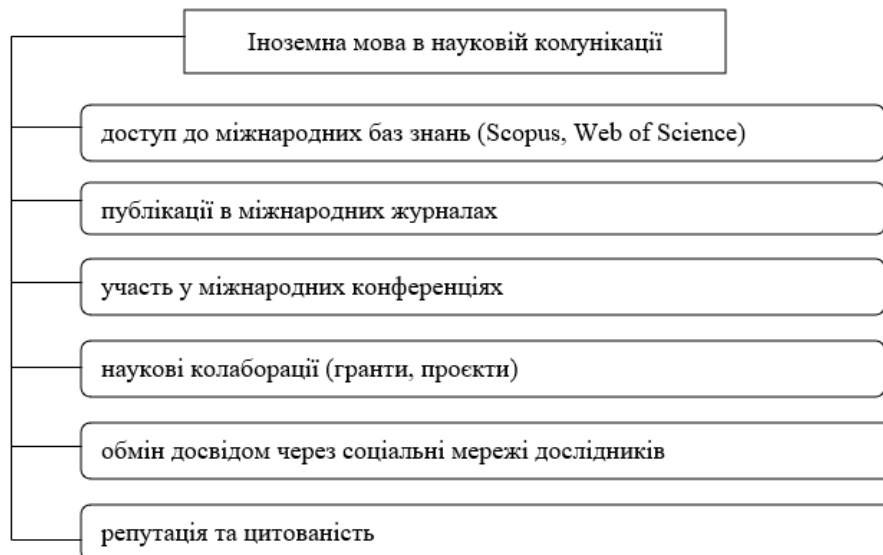 Іноземна мова в науковій комунікації
доступ до міжнародних баз знань (Scopus, Web of Science)
публікації в міжнародних журналах
участь у міжнародних конференціях
наукові колаборації (гранти, проєкти)
обмін досвідом через соціальні мережі дослідників
репутація та цитованість